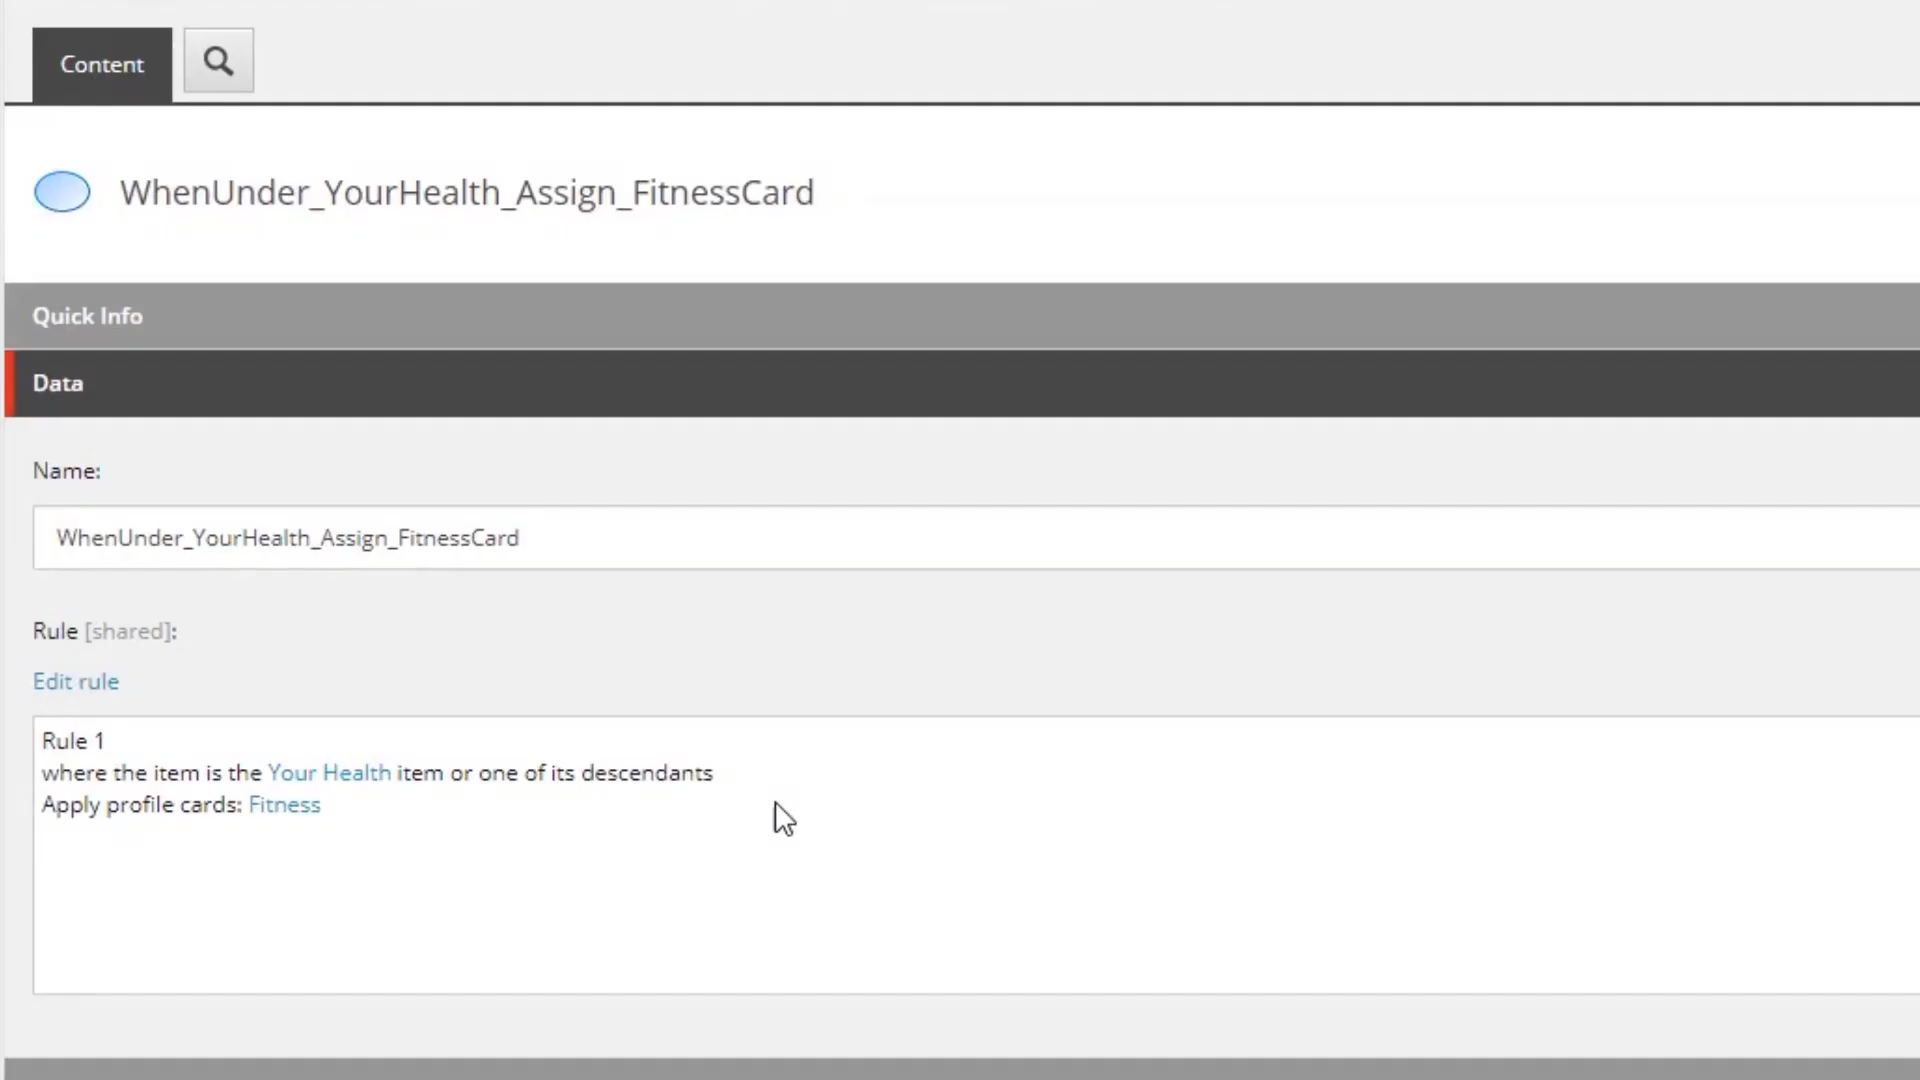 Content
WhenUnder_YourHealth_Assign_FitnessCard
Quick Info
Data
Name:
WhenUnder_YourHealth_Assign_FitnessCard
Rule [shared]:
Edit rule
Rule 1
where the item is the Your Health item or one of its descendants
Apply profile cards: Fitness